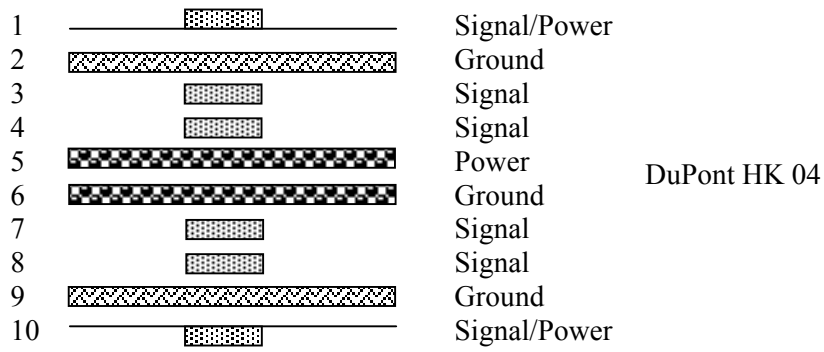 1 Signal/Power
2 Ground
3 Signal
4 Signal
5 Power
DuPont HK 04
6 Ground
7 Signal
8 Signal
9 Ground
10 Signal/Power